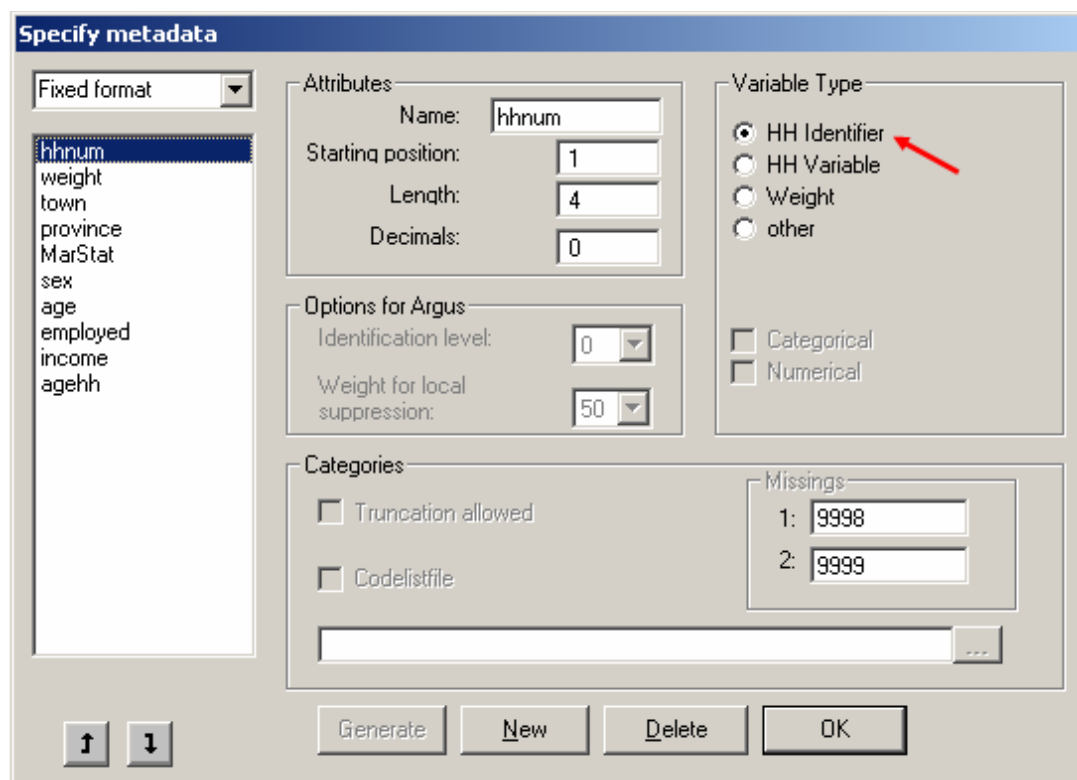 Specify metadata
Fixed format
hhnum
weight
town
province
MarStat
sex
age
employed
income
agehh
Attributes
Name: hhnum
Starting position: 1
Length: 4
Decimals: 0
Options for Argus
Identification level: 0
Weight for local
suppression: 50
Variable Type
HH Identifier
HH Variable
Weight
other
Categorical
Numerical
Categories
Truncation allowed
Codelistfile
Missings
1: 9998
2: 9999
...
Generate New Delete OK